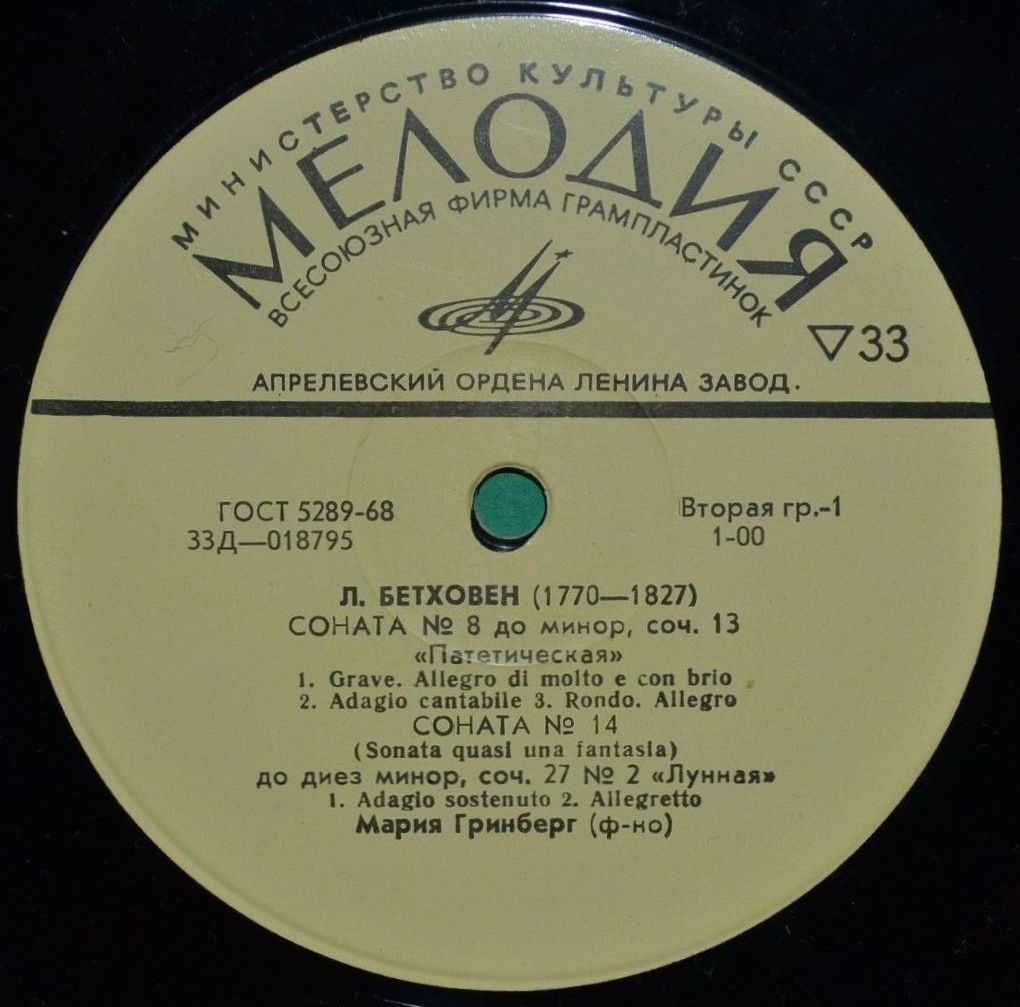 МИНИСТЕРСТВО КУЛЬТУРЫ СССР
МЕЛОДИЯ
ВСЕСОЮЗНАЯ ФИРМА ГРАМПЛАСТИНОК
▽33
АПРЕЛЕВСКИЙ ОРДЕНА ЛЕНИНА ЗАВОД.
ГОСТ 5289-68
33Д—018795
Вторая гр.-1
1-00
Л. БЕТХОВЕН (1770—1827)
СОНАТА № 8 до минор, соч. 13
«Патетическая»
1. Grave. Allegro di molto e con brio
2. Adagio cantabile 3. Rondo. Allegro
СОНАТА № 14
(Sonata quasi una fantasia)
до диез минор, соч. 27 № 2 «Лунная»
1. Adagio sostenuto 2. Allegretto
Мария Гринберг (ф-но)